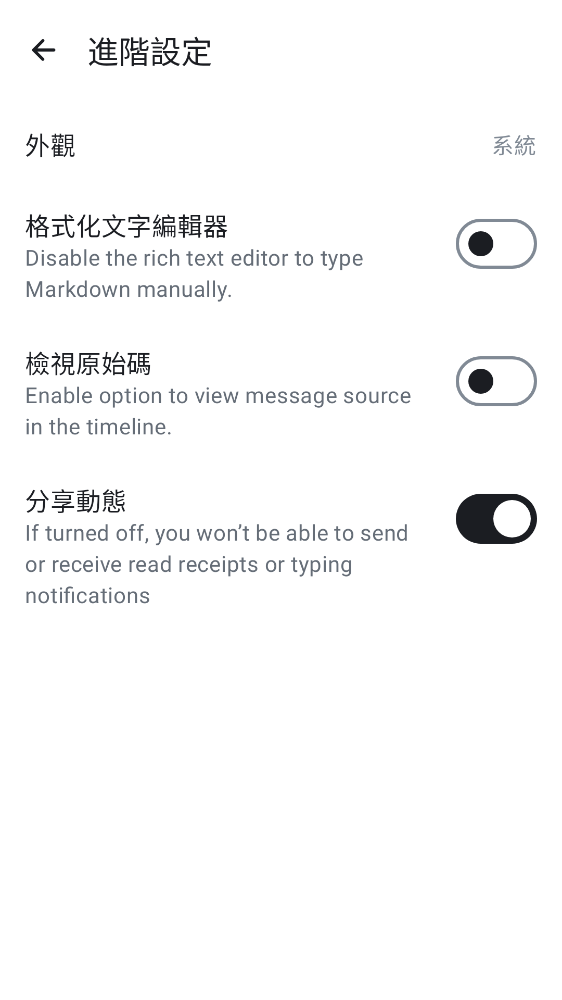 進階設定
外觀
系統
格式化文字編輯器
Disable the rich text editor to type
Markdown manually.
檢視原始碼
Enable option to view message source
in the timeline.
分享動態
If turned off, you won’t be able to send
or receive read receipts or typing
notifications